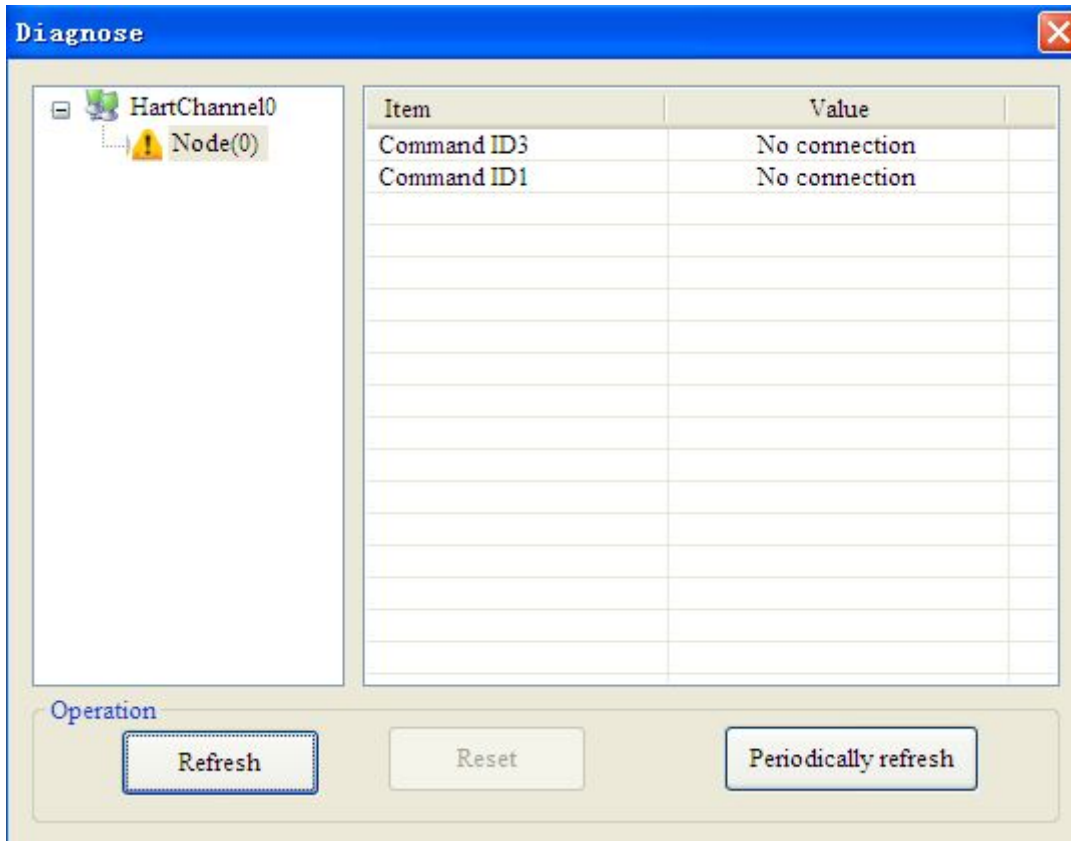 Diagnose
HartChannel0
Node(0)
Item Value
Command ID3 No connection
Command ID1 No connection
Operation
Refresh Reset Periodically refresh